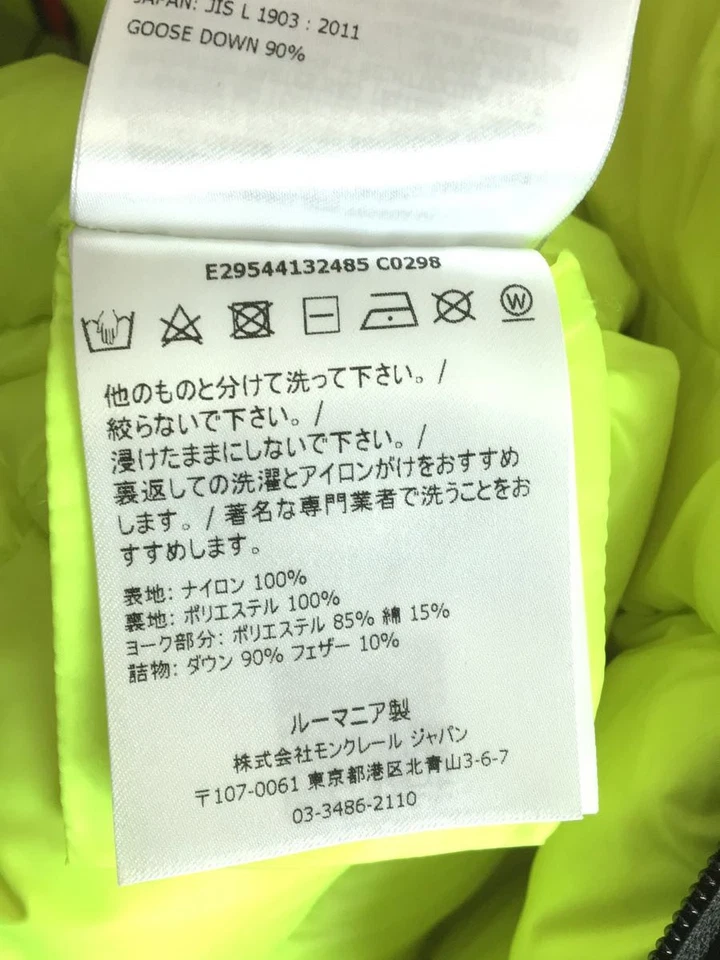 JAPAN: JIS L 1903 : 2011
GOOSE DOWN 90%
E29544132485 C0298
W
他のものと分けて洗って下さい。/
絞らないで下さい。/
浸けたままにしないで下さい。/
裏返しての洗濯とアイロンがけをおすすめ
します。/ 著名な専門業者で洗うことをお
すすめします。
表地: ナイロン 100%
裏地: ポリエステル 100%
ヨーク部分: ポリエステル 85% 綿 15%
詰物: ダウン 90% フェザー 10%
ルーマニア製
株式会社モンクレール ジャパン
〒107-0061 東京都港区北青山3-6-7
03-3486-2110